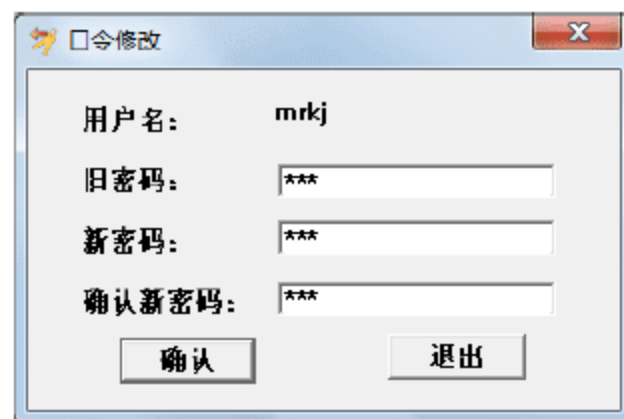 口令修改
用户名： mrkj
旧密码： ***
新密码： ***
确认新密码： ***
确认 退出